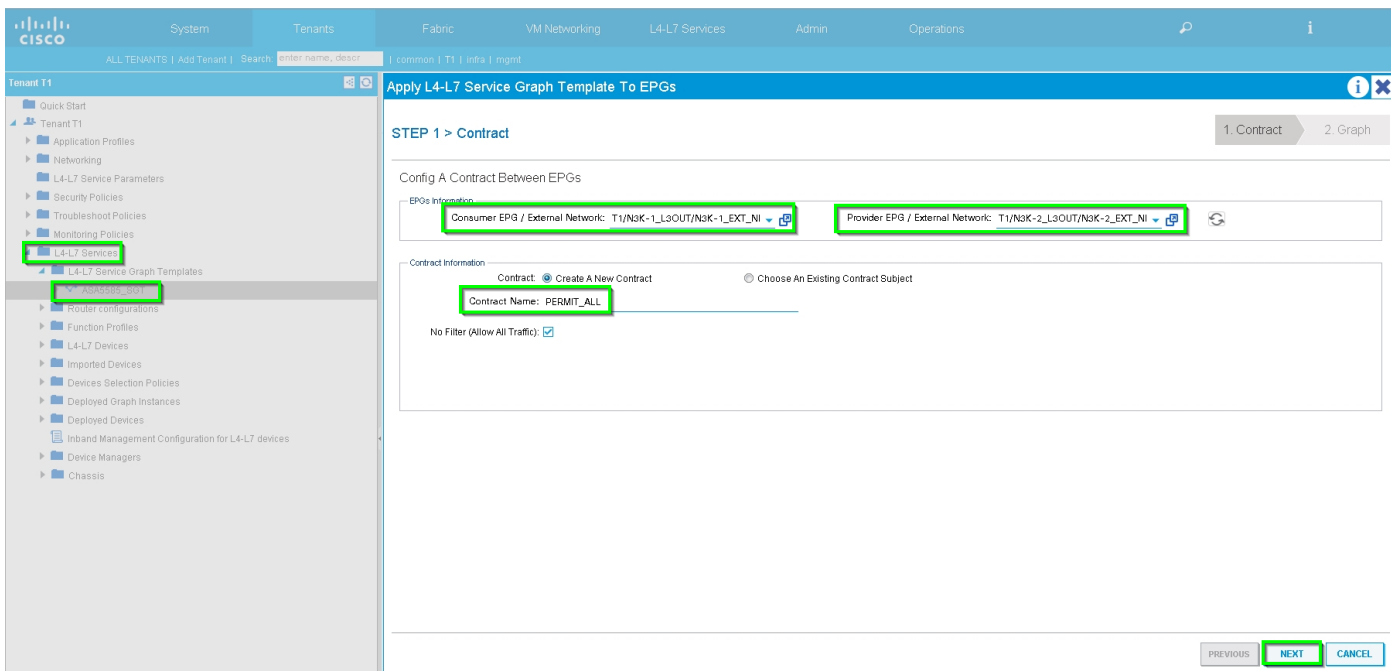 CISCO
System Tenants Fabric VM Networking L4-L7 Services Admin Operations
ALL TENANTS | Add Tenant | Search: enter name, descr | common | T1 | infra | mgmt
Tenant T1
Quick Start
Tenant T1
Application Profiles
Networking
L4-L7 Service Parameters
Security Policies
Troubleshoot Policies
Monitoring Policies
L4-L7 Services
L4-L7 Service Graph Templates
ASA5585_SGT
Router configurations
Function Profiles
L4-L7 Devices
Imported Devices
Devices Selection Policies
Deployed Graph Instances
Deployed Devices
Inband Management Configuration for L4-L7 devices
Device Managers
Chassis
Apply L4-L7 Service Graph Template To EPGs
STEP 1 > Contract
1. Contract 2. Graph
Config A Contract Between EPGs
EPGs Information
Consumer EPG / External Network: T1/N3K-1_L3OUT/N3K-1_EXT_NI Provider EPG / External Network: T1/N3K-2_L3OUT/N3K-2_EXT_NI
Contract Information
Contract: Create A New Contract Choose An Existing Contract Subject
Contract Name: PERMIT_ALL
No Filter (Allow All Traffic):
PREVIOUS NEXT CANCEL